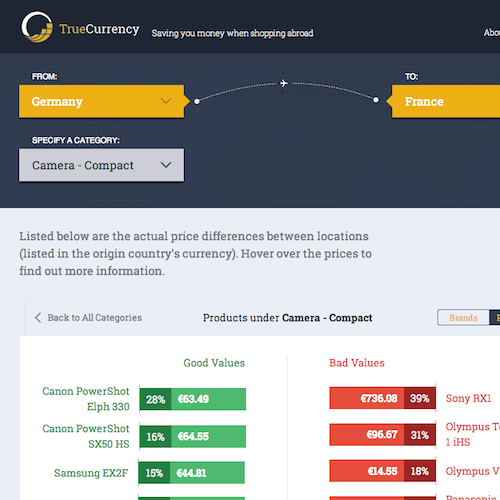 TrueCurrency
Saving you money when shopping abroad
FROM:
TO:
Germany
France
SPECIFY A CATEGORY:
Camera - Compact
Listed below are the actual price differences between locations
(listed in the origin country's currency). Hover over the prices to
find out more information.
Back to All Categories
Products under Camera - Compact
Brands
Good Values
Bad Values
Canon PowerShot
Elph 330
28% €63.49
€736.08 39%
Sony RX1
Canon PowerShot
SX50 HS
16% €64.55
€96.67 31%
Olympus
1 iHS
Samsung EX2F
15% €44.81
€14.55 18%
Olympus
Panasonic